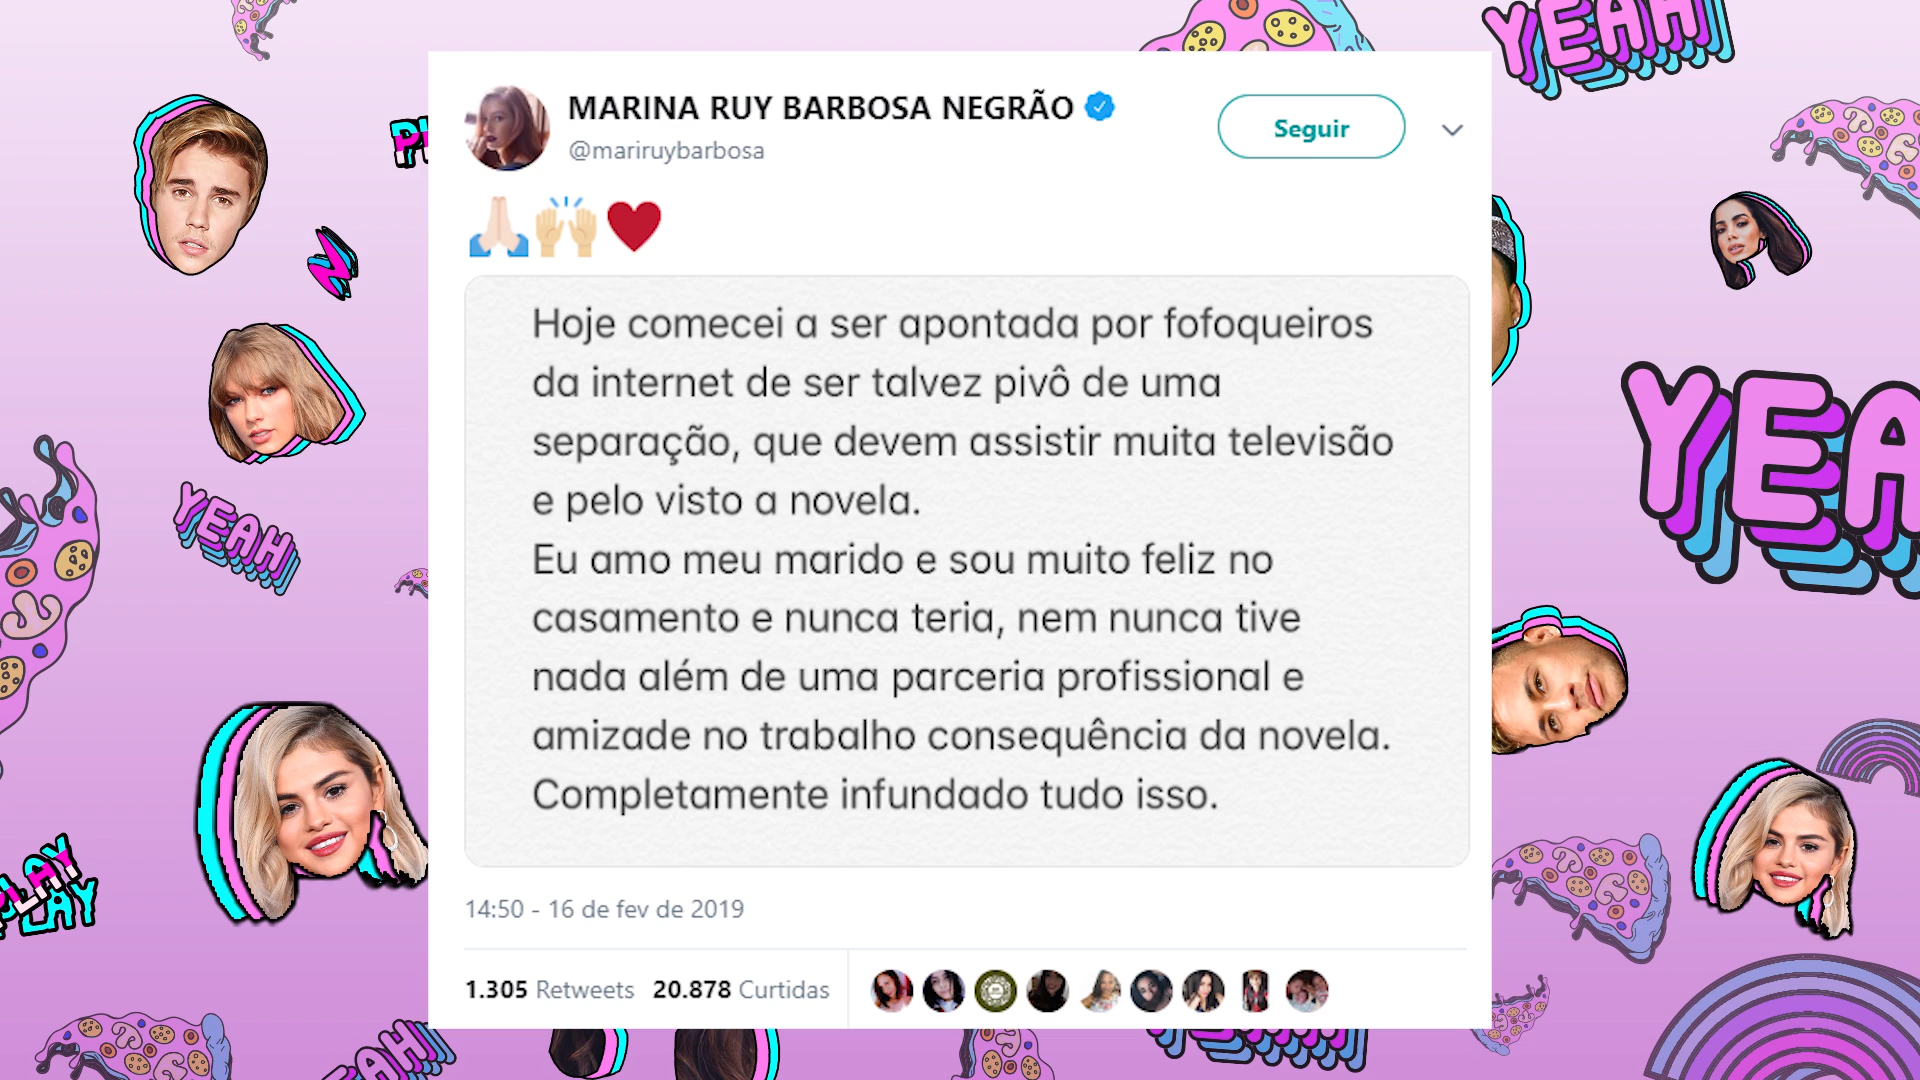 YEAH
PL
MARINA RUY BARBOSA NEGRÃO
@mariruybarbosa
Seguir
🙏🏻🙌🏼❤️
Hoje comecei a ser apontada por fofoqueiros
da internet de ser talvez pivô de uma
separação, que devem assistir muita televisão
e pelo visto a novela.
Eu amo meu marido e sou muito feliz no
casamento e nunca teria, nem nunca tive
nada além de uma parceria profissional e
amizade no trabalho consequência da novela.
Completamente infundado tudo isso.
14:50 - 16 de fev de 2019
1.305 Retweets 20.878 Curtidas
YEAH
YEA
PLAY
PLAY
YEAH